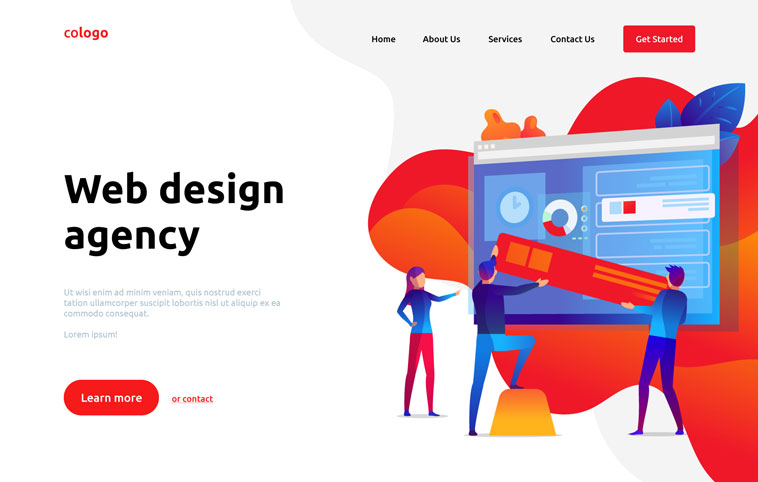 cologo
Home
About Us
Services
Contact Us
Get Started
Web design
agency
Ut wisi enim ad minim veniam, quis nostrud exerci
tation ullamcorper suscipit lobortis nisl ut aliquip ex ea
commodo consequat.
Lorem ipsum!
Learn more
or contact